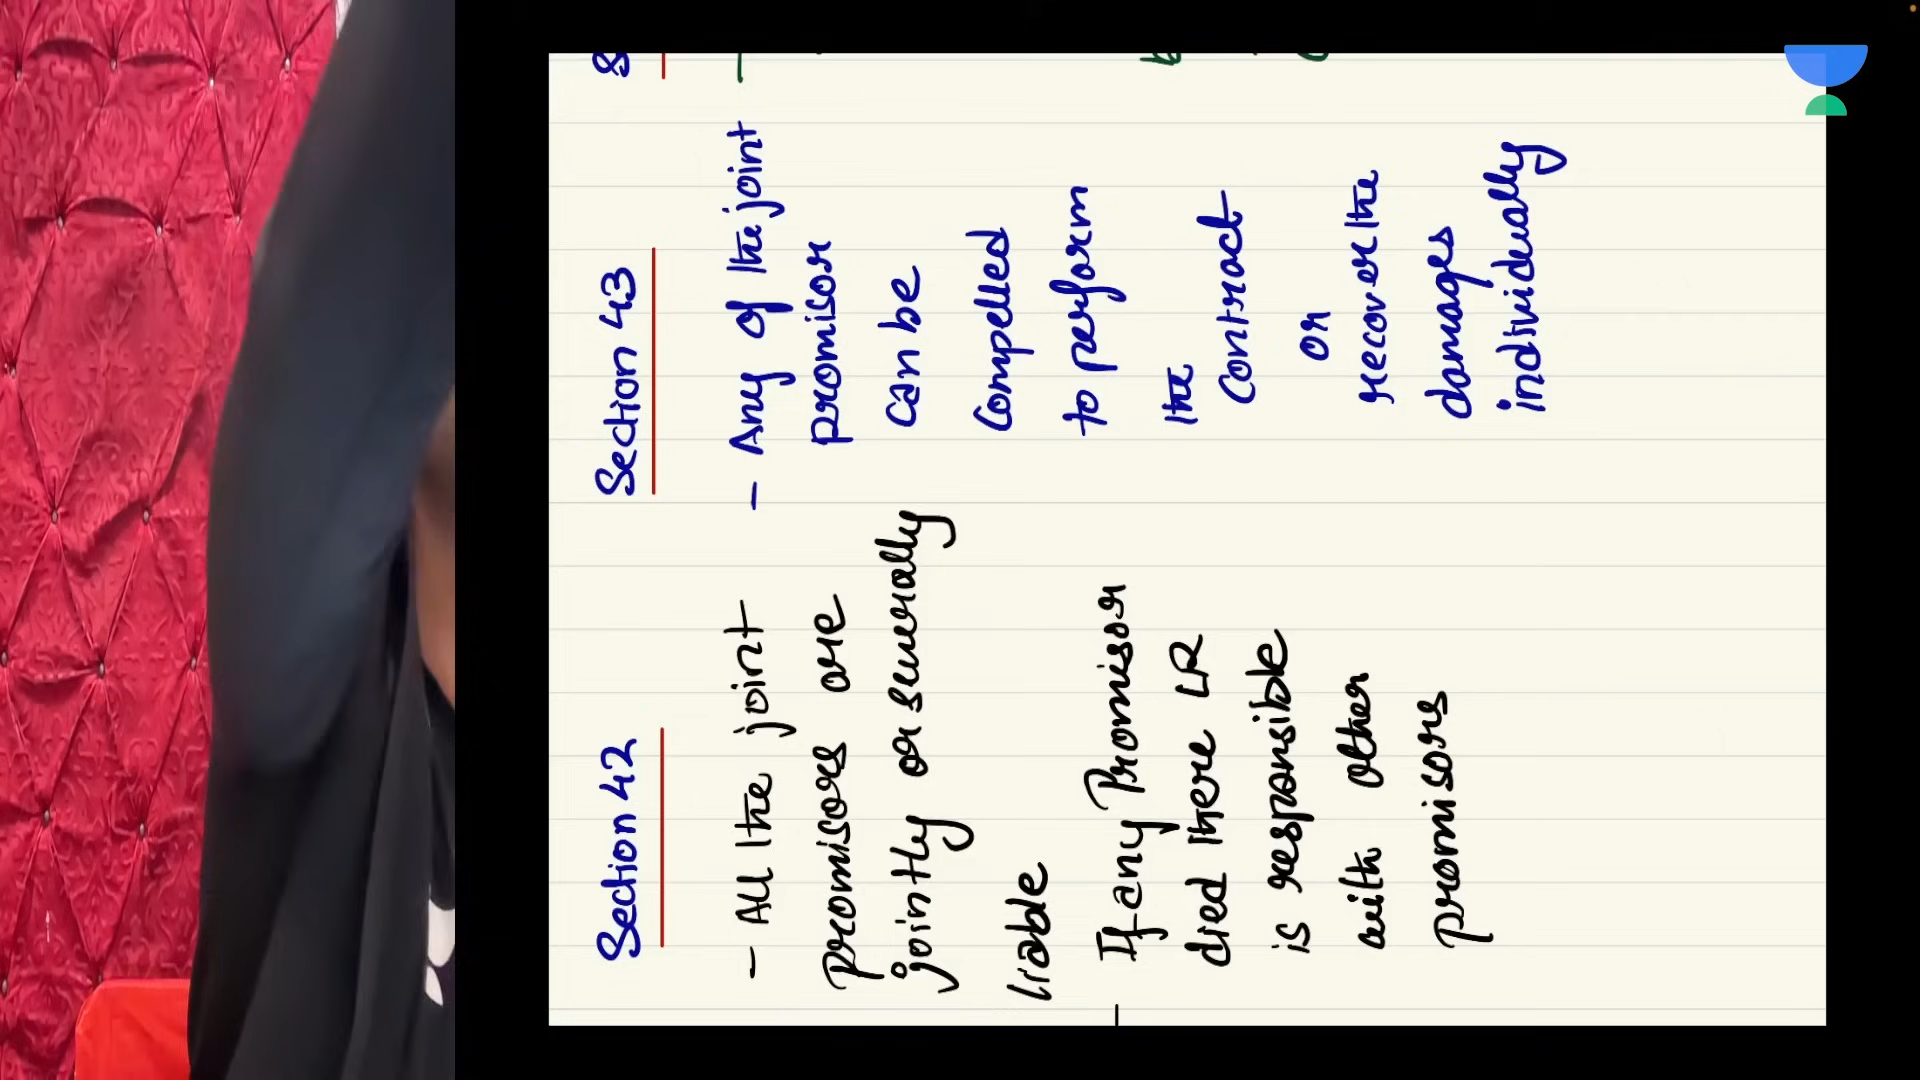 Section 42
- All the joint
promisors are
jointly or severally
liable
- If any Promisor
died there LR
is responsible
with other
promisors
Section 43
- Any of the joint
promisor
can be
Compelled
to perform
the
Contract
or
recover the
damages
individually